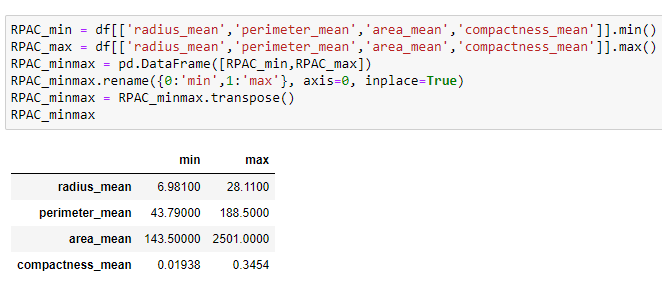 RPAC_min = df[['radius_mean','perimeter_mean','area_mean','compactness_mean']].min()
RPAC_max = df[['radius_mean','perimeter_mean','area_mean','compactness_mean']].max()
RPAC_minmax = pd.DataFrame([RPAC_min,RPAC_max])
RPAC_minmax.rename({0:'min',1:'max'}, axis=0, inplace=True)
RPAC_minmax = RPAC_minmax.transpose()
RPAC_minmax
min max
radius_mean 6.98100 28.1100
perimeter_mean 43.79000 188.5000
area_mean 143.50000 2501.0000
compactness_mean 0.01938 0.3454